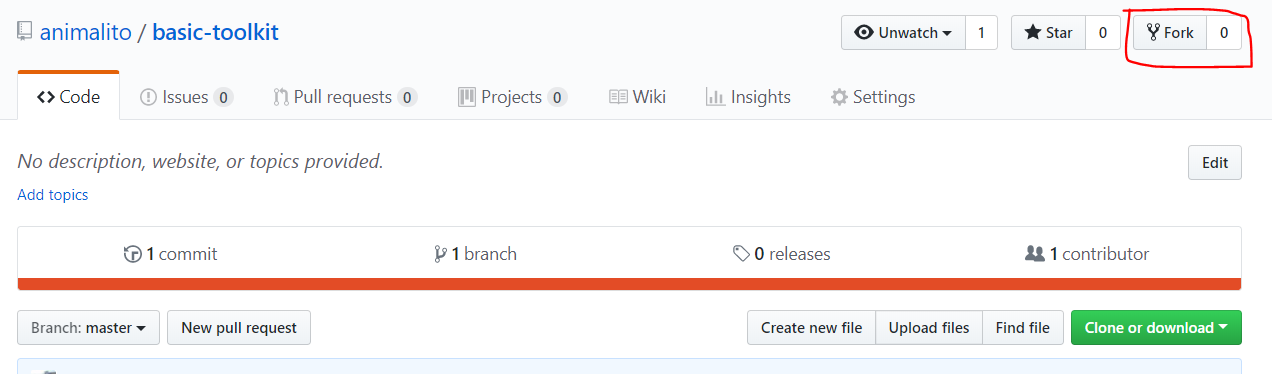 animalito / basic-toolkit Unwatch 1 Star 0 Fork 0
Code Issues 0 Pull requests 0 Projects 0 Wiki Insights Settings
No description, website, or topics provided. Edit
Add topics
1 commit 1 branch 0 releases 1 contributor
Branch: master New pull request Create new file Upload files Find file Clone or download